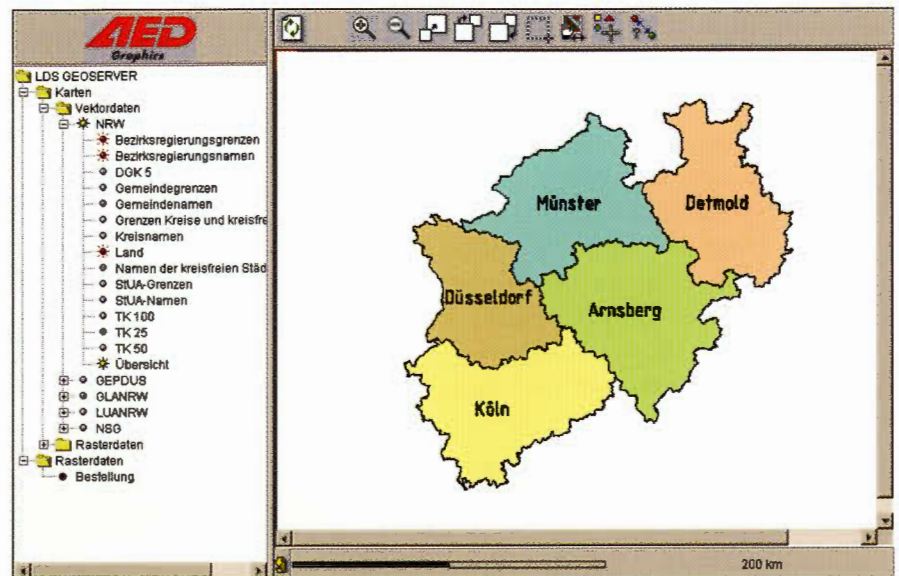 AED
Graphics
LDS GEOSERVER
Karten
Vektordaten
NRW
Bezirksregierungsgrenzen
Bezirksregierungsnamen
DGK 5
Gemeindegrenzen
Gemeindenamen
Grenzen Kreise und kreisfre
Kreisnamen
Land
Namen der kreisfreien Städ
StUA-Grenzen
StUA-Namen
TK 100
TK 25
TK 50
Übersicht
GEPDUS
GLANRW
LUANRW
NSG
Rasterdaten
Rasterdaten
Bestellung
Münster
Detmold
Düsseldorf
Arnsberg
Köln
200 km